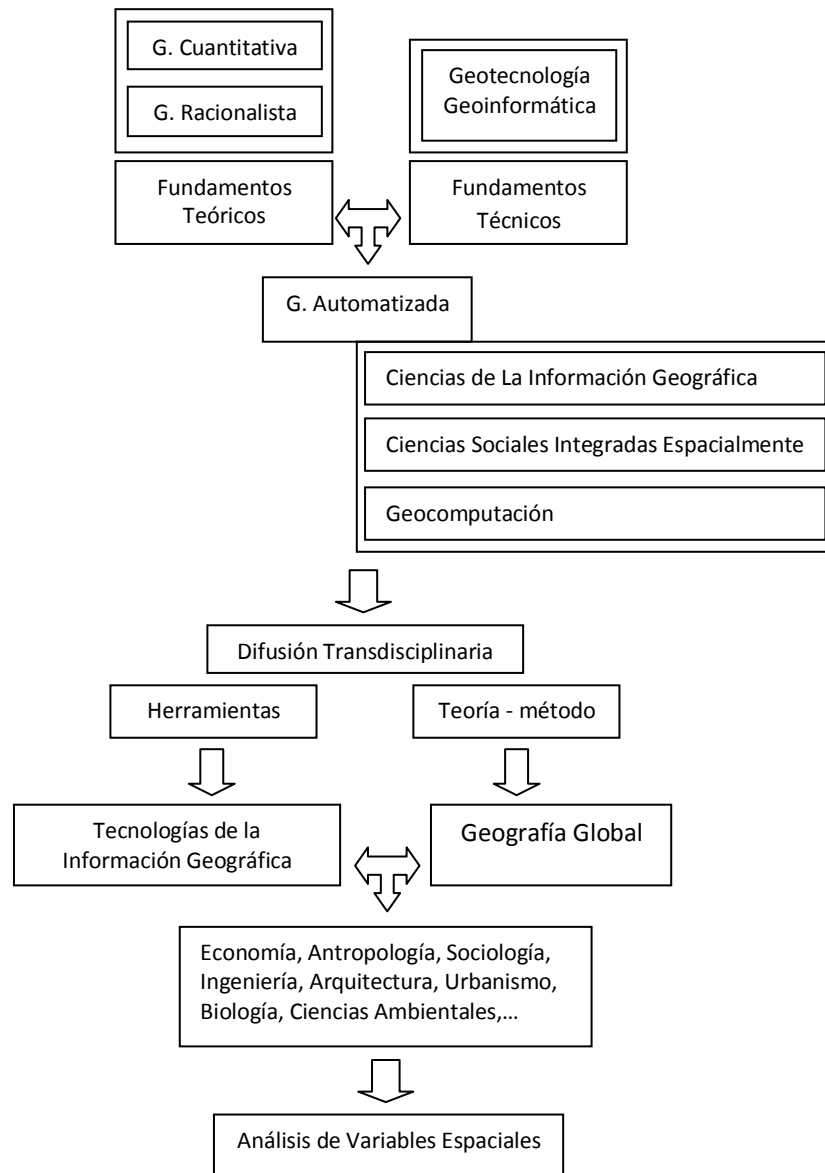 G. Cuantitativa
G. Racionalista
Fundamentos
Teóricos
Geotecnología
Geoinformática
Fundamentos
Técnicos
G. Automatizada
Ciencias de La Información Geográfica
Ciencias Sociales Integradas Espacialmente
Geocomputación
Difusión Transdisciplinaria
Herramientas
Teoría - método
Tecnologías de la
Información Geográfica
Geografía Global
Economía, Antropología, Sociología,
Ingeniería, Arquitectura, Urbanismo,
Biología, Ciencias Ambientales,...
Análisis de Variables Espaciales